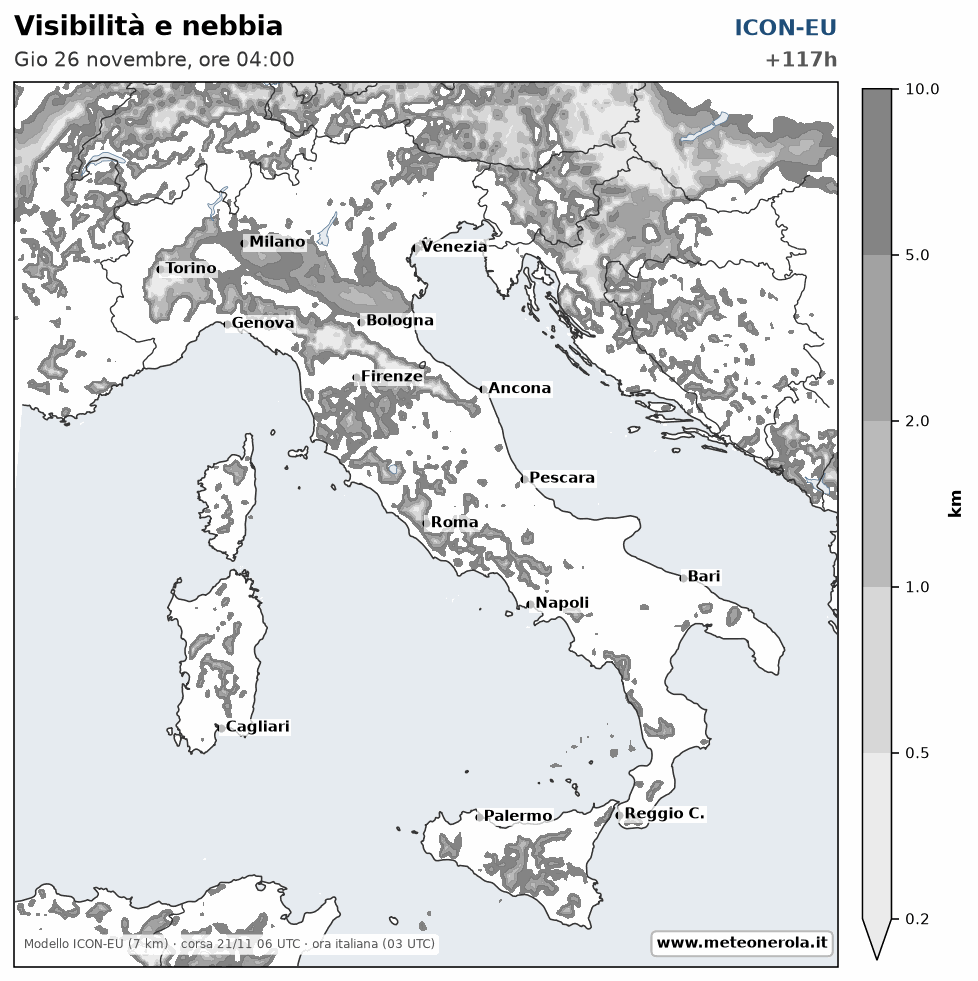 Visibilità e nebbia
ICON-EU
Gio 26 novembre, ore 04:00
+117h
10.0
5.0
2.0
1.0
0.5
0.2
km
Milano
Venezia
Torino
Genova
Bologna
Firenze
Ancona
Pescara
Roma
Bari
Napoli
Cagliari
Palermo
Reggio C.
Modello ICON-EU (7 km) · corsa 21/11 06 UTC · ora italiana (03 UTC)
www.meteonerola.it